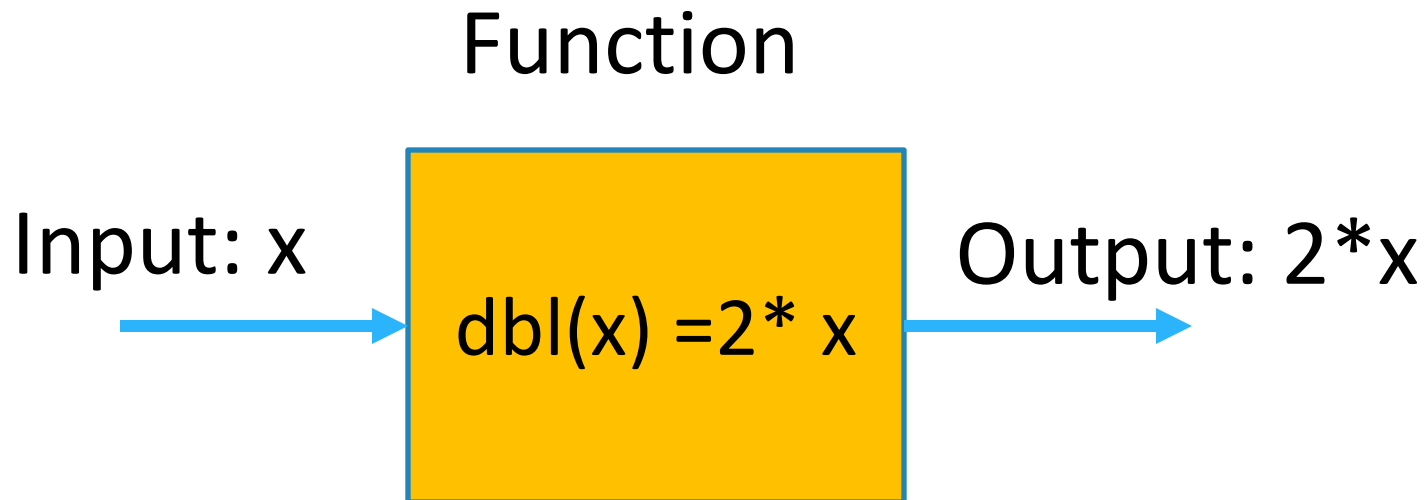 Function
Input: x
dbl(x) =2* x
Output: 2*x